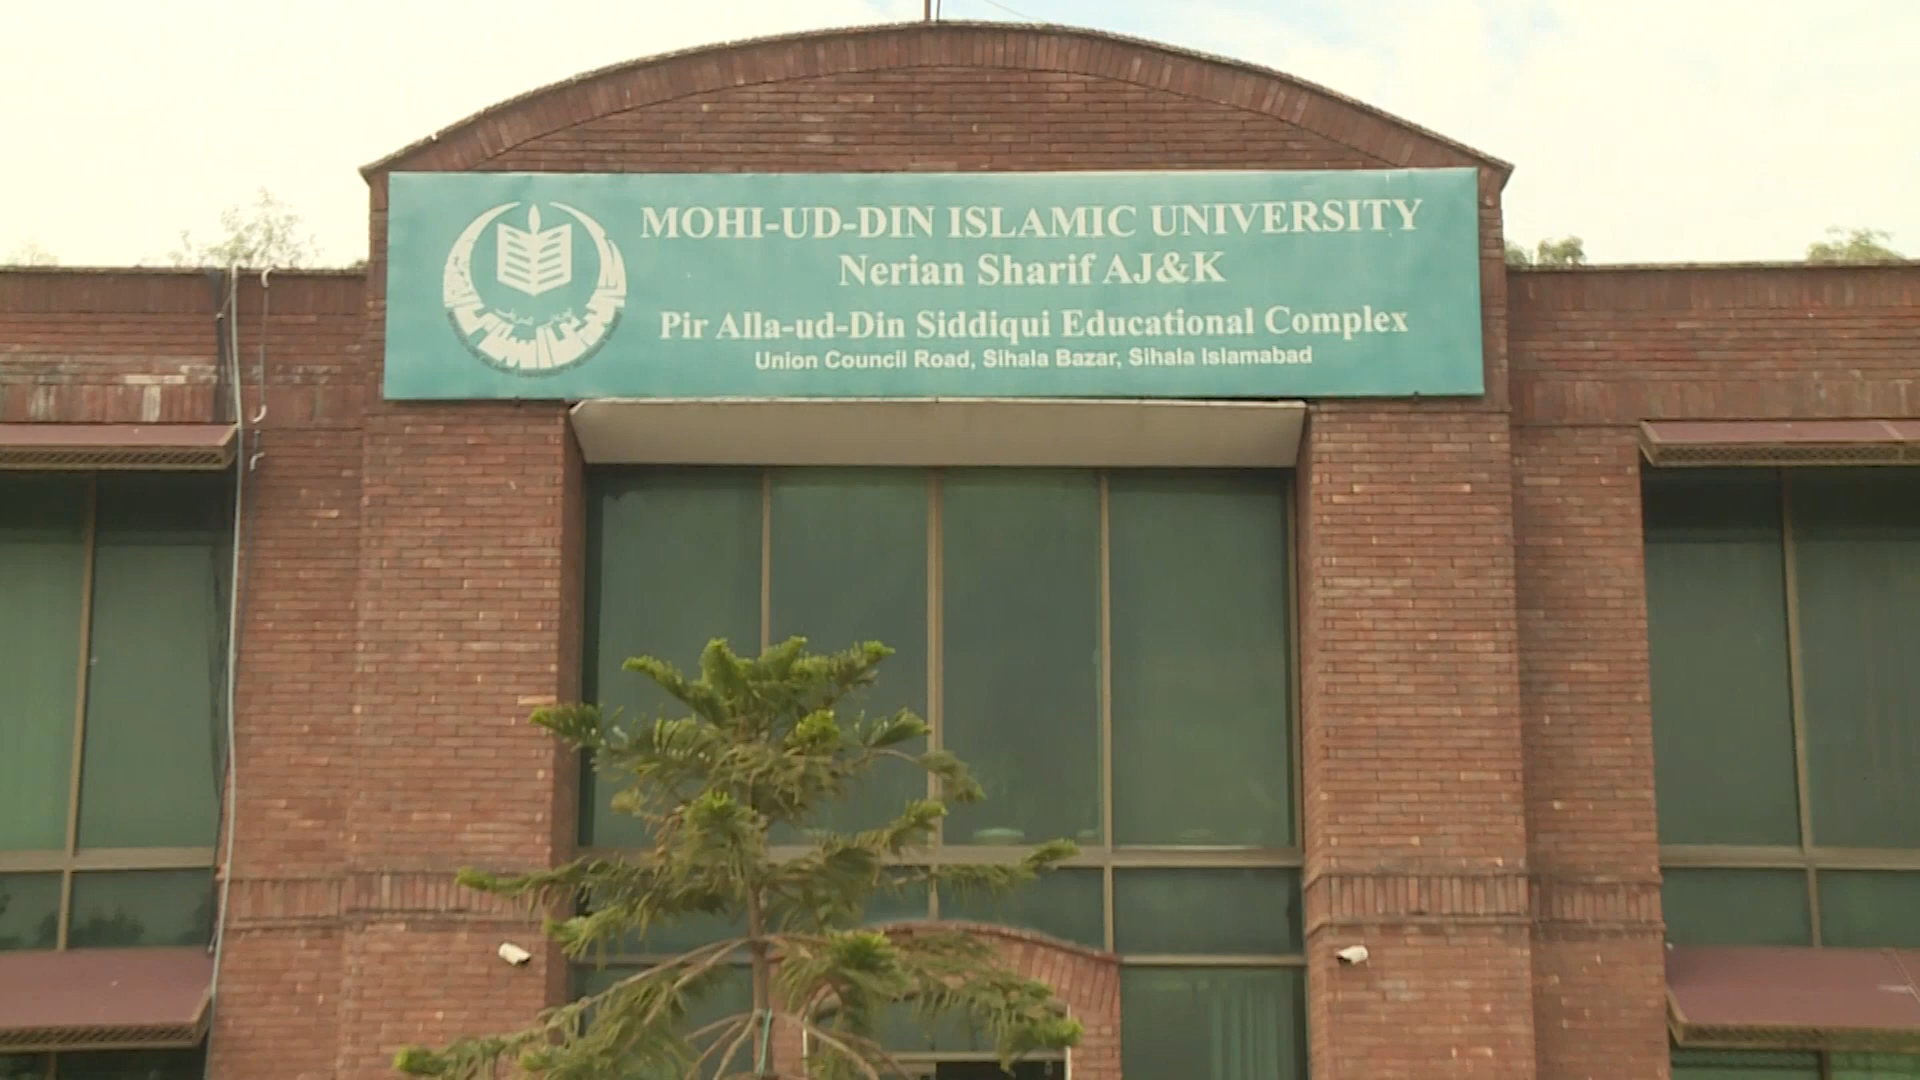 MOHI-UD-DIN ISLAMIC UNIVERSITY
Nerian Sharif AJ&K
Pir Alla-ud-Din Siddiqui Educational Complex
Union Council Road, Sihala Bazar, Sihala Islamabad